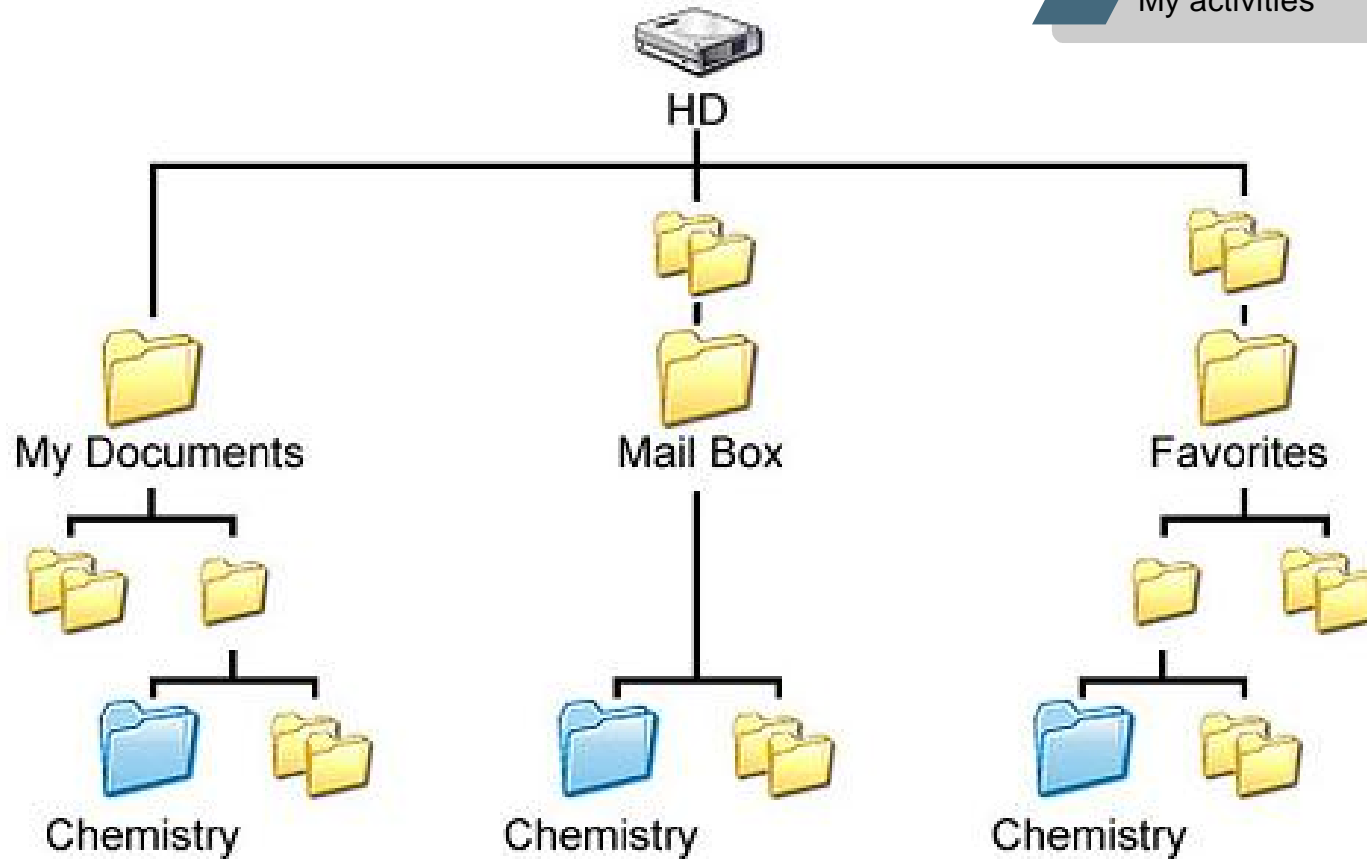 My activities
HD
My Documents
Mail Box
Favorites
Chemistry
Chemistry
Chemistry